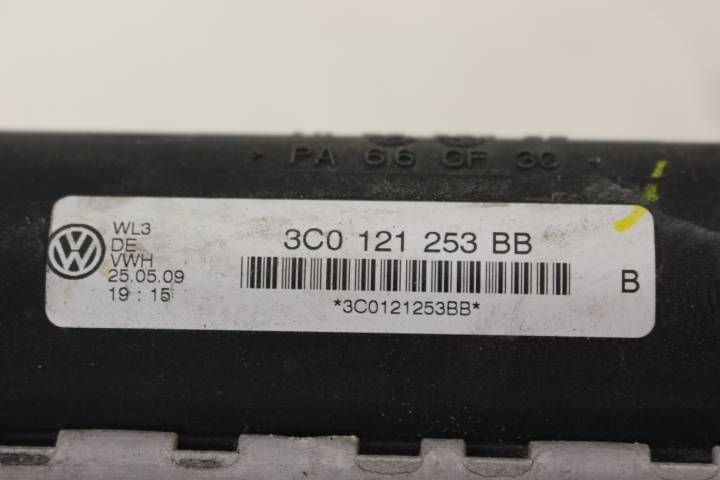 PA 66 GF 30
WL3
DE
VWH
25.05.09
19 : 15
3C0 121 253 BB
*3C0121253BB*
B